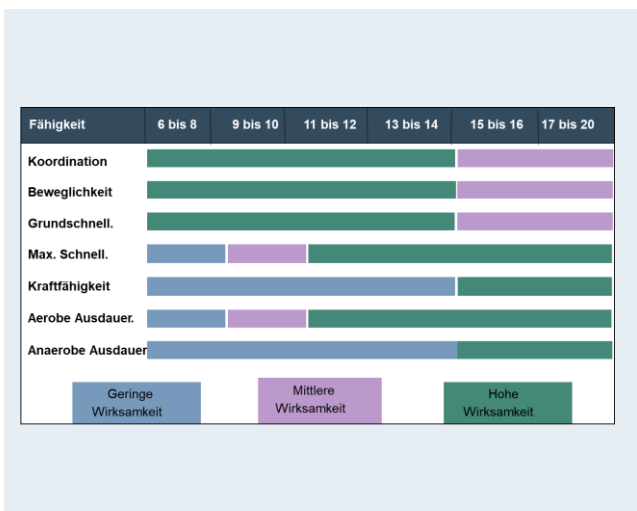 Fähigkeit 6 bis 8 9 bis 10 11 bis 12 13 bis 14 15 bis 16 17 bis 20
Koordination
Beweglichkeit
Grundschnell.
Max. Schnell.
Kraftfähigkeit
Aerobe Ausdauer.
Anaerobe Ausdauer
Geringe
Wirksamkeit
Mittlere
Wirksamkeit
Hohe
Wirksamkeit